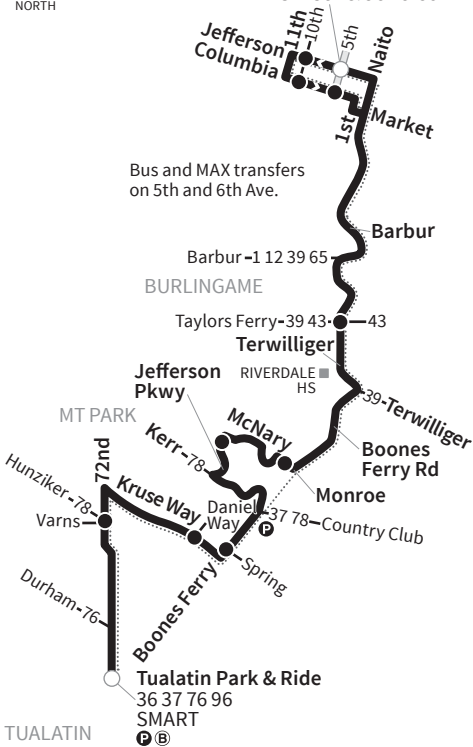 NORTH
Jefferson
Columbia
11th
10th
5th
Naito
1st
Market
Bus and MAX transfers
on 5th and 6th Ave.
Barbur
Barbur 1 12 39 65
BURLINGAME
Taylors Ferry 39 43
43
Terwilliger
RIVERDALE
HS
39 Terwilliger
Jefferson
Pkwy
MT PARK
McNary
Kerr 78
Boones
Ferry Rd
Monroe
72nd
Hunziker 78
Kruse Way
Daniel
Way
P
37 78 Country Club
Varns
Spring
Durham 76
Boones Ferry
Tualatin Park & Ride
36 37 76 96
SMART
P B
TUALATIN